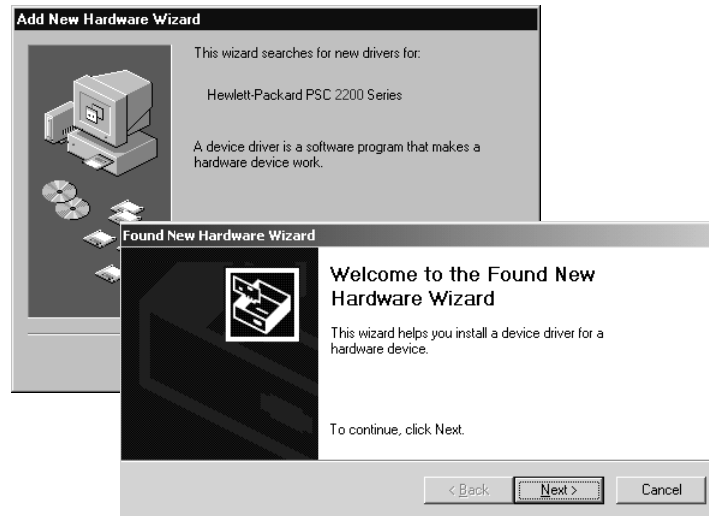 Add New Hardware Wizard
This wizard searches for new drivers for:
Hewlett-Packard PSC 2200 Series
A device driver is a software program that makes a
hardware device work.
Found New Hardware Wizard
Welcome to the Found New
Hardware Wizard
This wizard helps you install a device driver for a
hardware device.
To continue, click Next.
< Back
Next >
Cancel